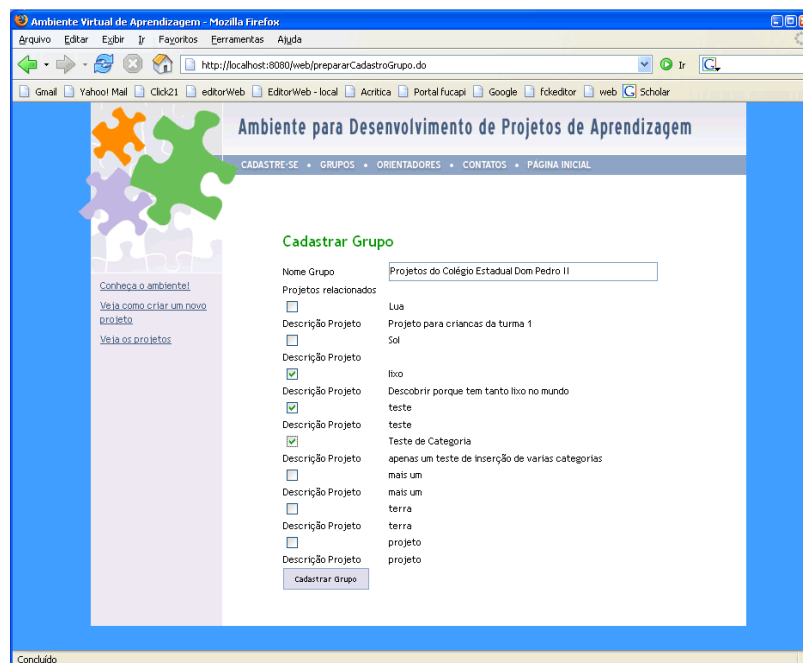 Ambiente Virtual de Aprendizagem - Mozilla Firefox
Arquivo Editar Exibir Ir Favoritos Ferramentas Ajuda
http://localhost:8080/web/prepararCadastroGrupo.do Ir G
Gmail Yahoo! Mail Click21 editorWeb EditorWeb - local Acritica Portal fucapi Google fckeditor web G Scholar
Ambiente para Desenvolvimento de Projetos de Aprendizagem
CADASTRE-SE • GRUPOS • ORIENTADORES • CONTATOS • PÁGINA INICIAL
Conheça o ambiente!
Veja como criar um novo
projeto
Veja os projetos
Cadastrar Grupo
Nome Grupo Projetos do Colégio Estadual Dom Pedro II
Projetos relacionados
Lua
Descrição Projeto Projeto para criancas da turma 1
Sol
Descrição Projeto
lixo
Descrição Projeto Descobrir porque tem tanto lixo no mundo
teste
Descrição Projeto teste
Teste de Categoria
Descrição Projeto apenas um teste de inserção de varias categorias
mais um
Descrição Projeto mais um
terra
Descrição Projeto terra
projeto
Descrição Projeto projeto
Cadastrar Grupo
Concluído